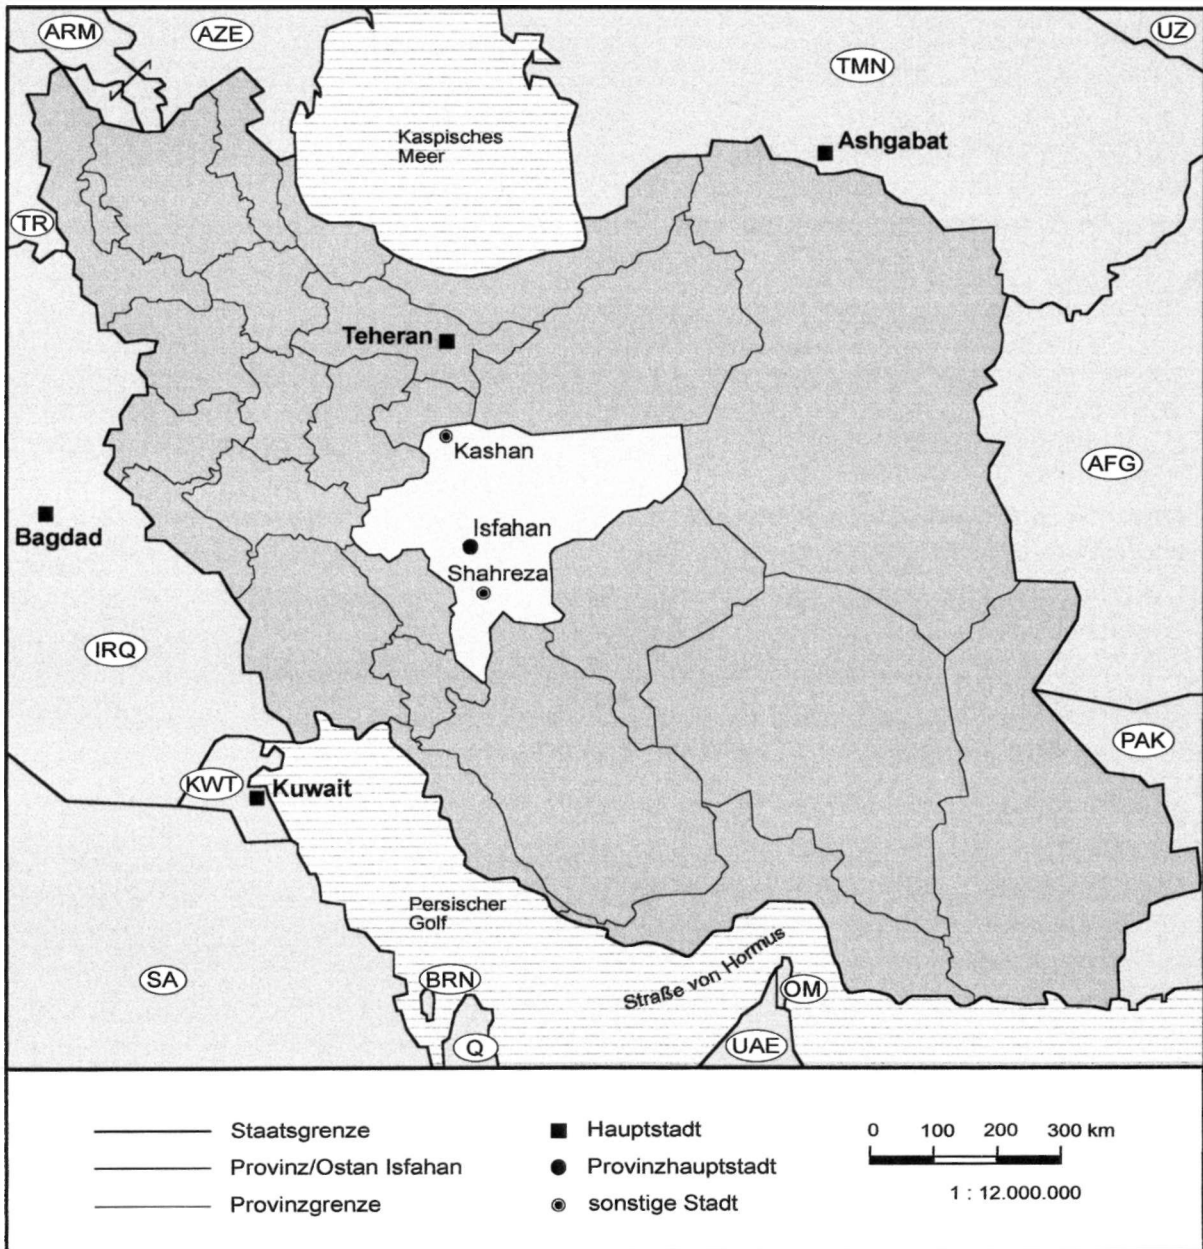 ARM
AZE
UZ
TMN
Kaspisches
Meer
Ashgabat
TR
Teheran
Kashan
AFG
Bagdad
Isfahan
Shahreza
IRQ
PAK
KWT
Kuwait
Persischer
Golf
Straße von Hormus
SA
BRN
OM
Q
UAE
Staatsgrenze
Provinz/Ostan Isfahan
Provinzgrenze
Hauptstadt
Provinzhauptstadt
sonstige Stadt
0 100 200 300 km
1 : 12.000.000